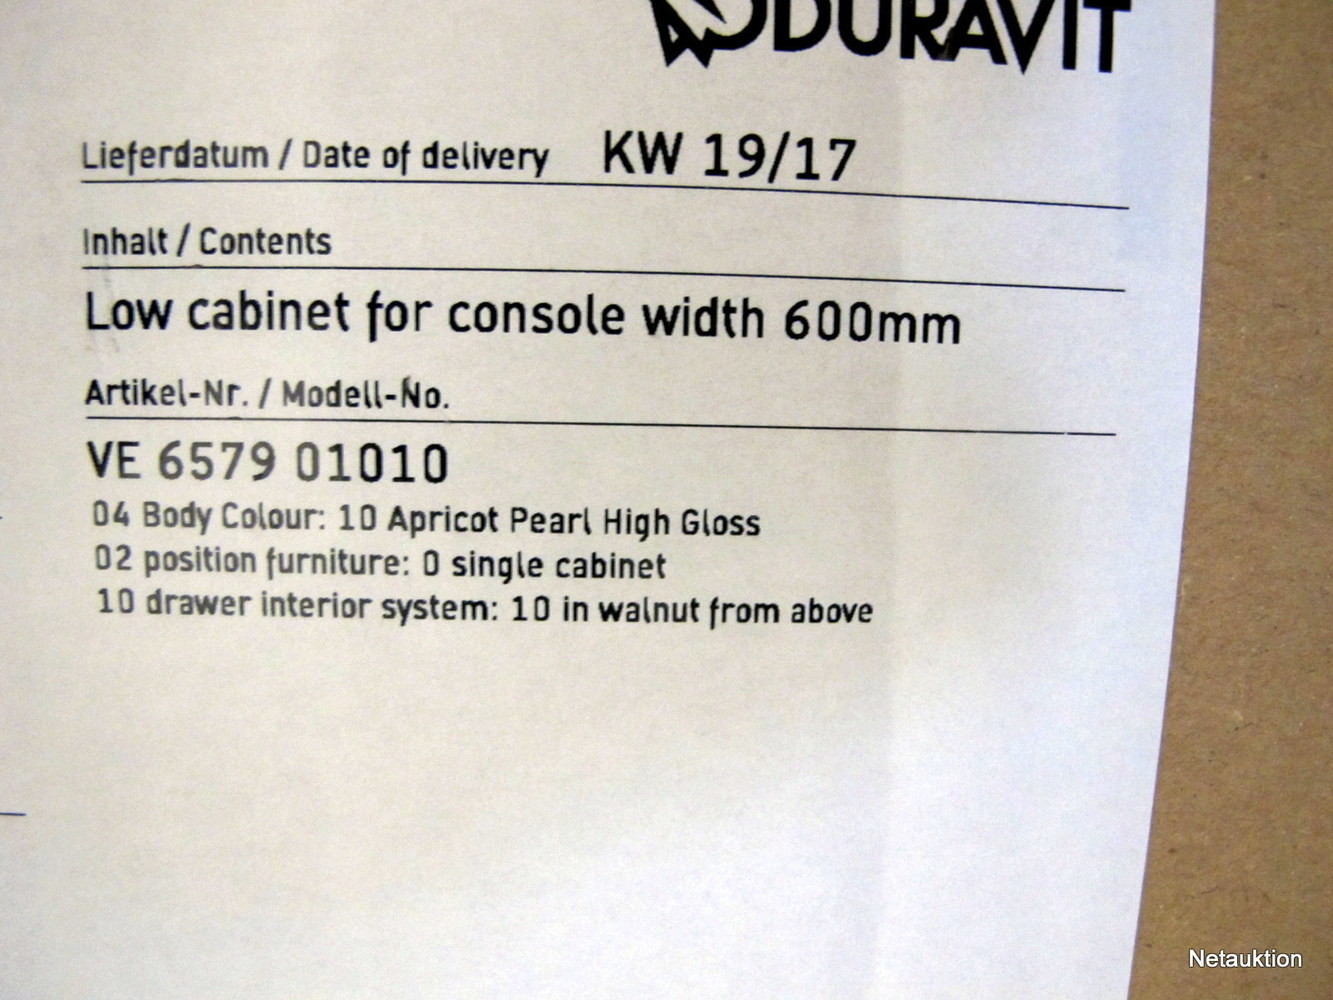 DURAVIT
Lieferdatum / Date of delivery KW 19/17
Inhalt / Contents
Low cabinet for console width 600mm
Artikel-Nr. / Modell-No.
VE 6579 01010
04 Body Colour: 10 Apricot Pearl High Gloss
02 position furniture: 0 single cabinet
10 drawer interior system: 10 in walnut from above
Netauktion